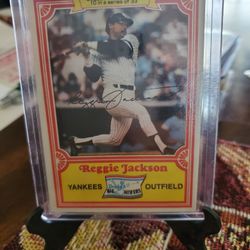 10 in a series of 33
Reggie Jackson
Reggie Jackson
YANKEES
OUTFIELD